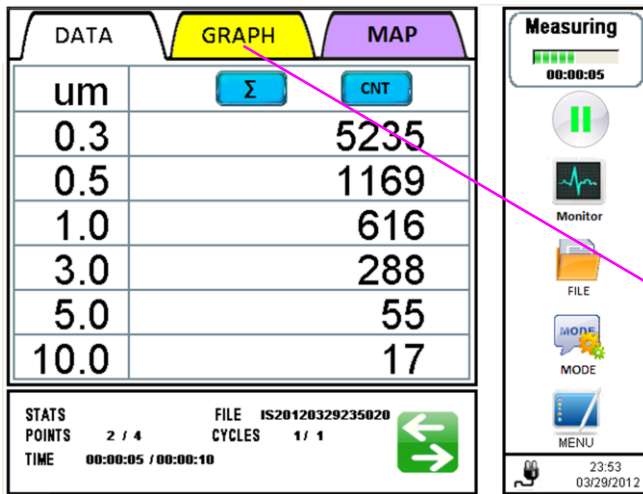 DATA GRAPH MAP
um Σ CNT
0.3 5235
0.5 1169
1.0 616
3.0 288
5.0 55
10.0 17
STATS FILE IS20120329235020
POINTS 2 / 4 CYCLES 1/ 1
TIME 00:00:05 / 00:00:10
Measuring
00:00:05
Monitor
FILE
MODE
MODE
MENU
23:53
03/29/2012